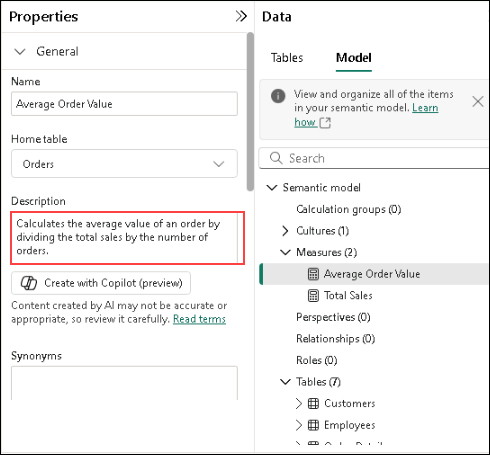 Properties
General
Name
Average Order Value
Home table
Orders
Description
Calculates the average value of an order by
dividing the total sales by the number of
orders.
Create with Copilot (preview)
Content created by AI may not be accurate or
appropriate, so review it carefully. Read terms
Synonyms
Data
Tables
Model
View and organize all of the items
in your semantic model. Learn
how
Search
Semantic model
Calculation groups (0)
Cultures (1)
Measures (2)
Average Order Value
Total Sales
Perspectives (0)
Relationships (0)
Roles (0)
Tables (7)
Customers
Employees